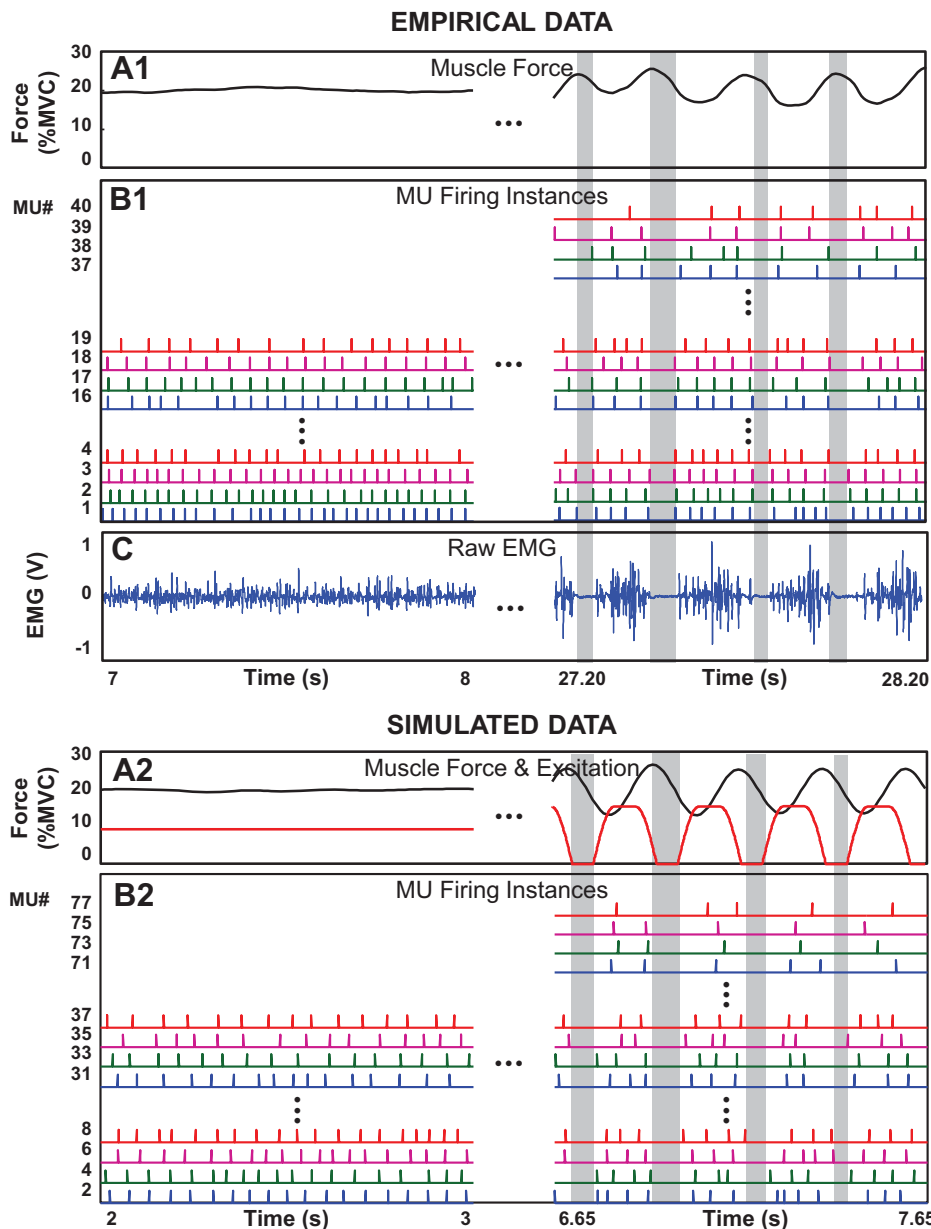 EMPIRICAL DATA
A1
Muscle Force
Force
(%MVC)
30
20
10
0
...
B1
MU Firing Instances
MU#
40
39
38
37
19
18
17
16
...
4
3
2
1
C
Raw EMG
EMG (V)
1
0
-1
...
7
Time (s)
8
27.20
Time (s)
28.20
SIMULATED DATA
A2
Muscle Force & Excitation
Force
(%MVC)
30
20
10
0
...
B2
MU Firing Instances
MU#
77
75
73
71
37
35
33
31
...
8
6
4
2
2
Time (s)
3
6.65
Time (s)
7.65